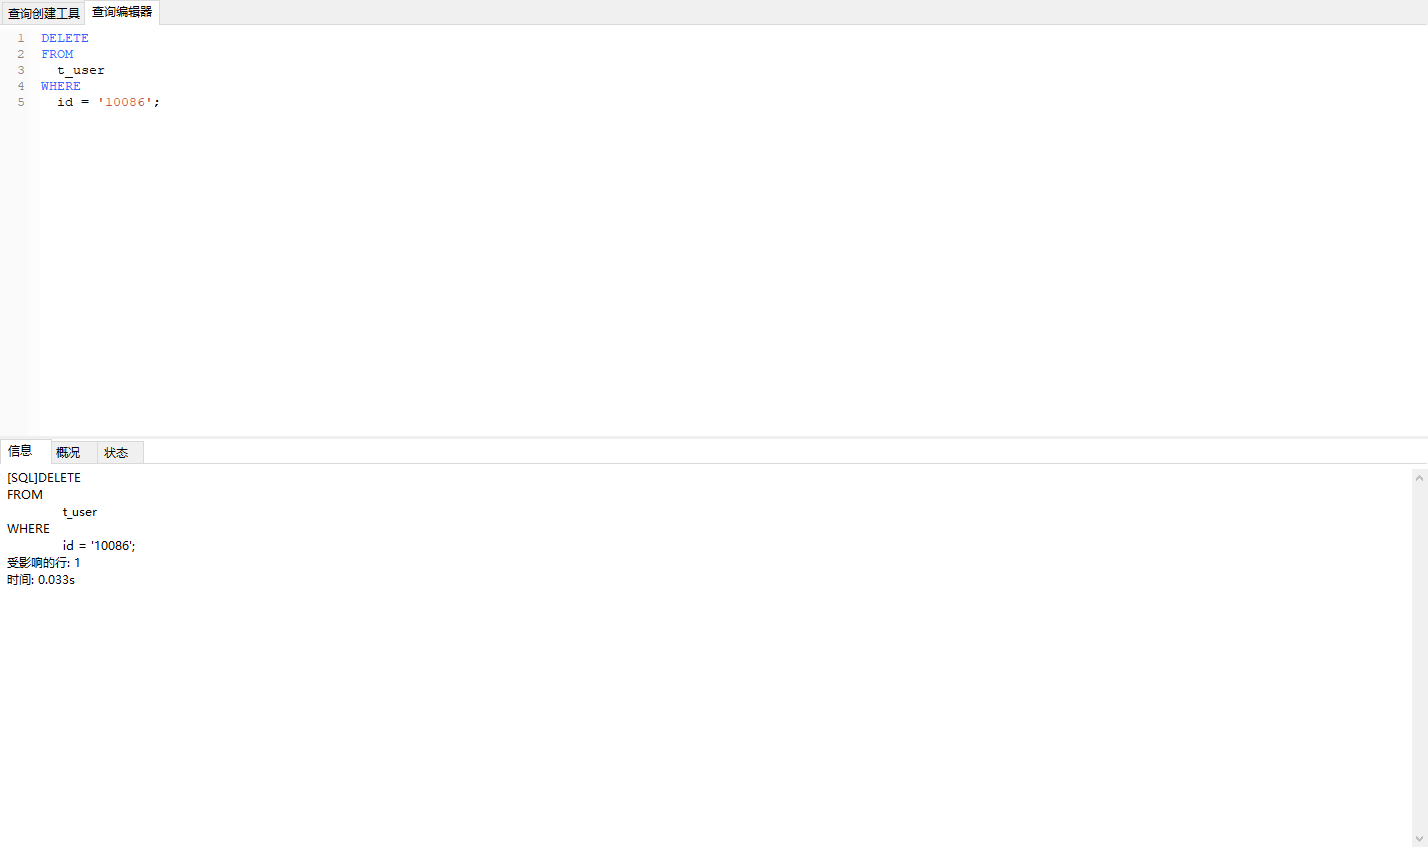 查询创建工具 查询编辑器
1 DELETE
2 FROM
3 t_user
4 WHERE
5 id = '10086';
信息 概况 状态
[SQL]DELETE
FROM
t_user
WHERE
id = '10086';
受影响的行: 1
时间: 0.033s